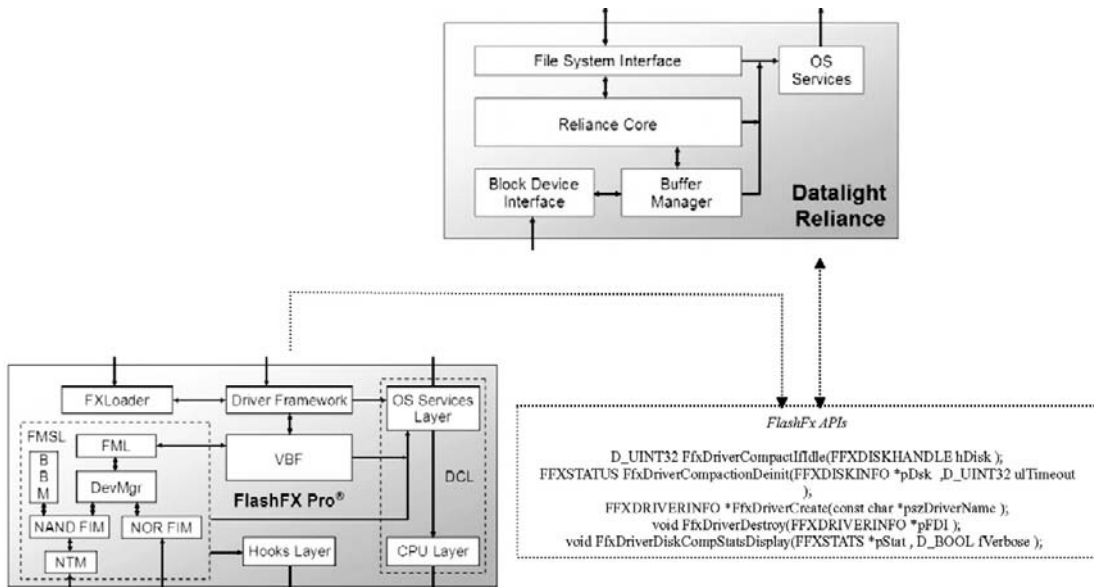 File System Interface
OS
Services
Reliance Core
Block Device
Interface
Buffer
Manager
Datalight
Reliance
FXLoader
Driver Framework
OS Services
Layer
FMSL
FML
VBF
B
B
M
DevMgr
DCL
FlashFX Pro®
NAND FIM
NOR FIM
NTM
Hooks Layer
CPU Layer
FlashFx APIs
D_UINT32 FfxDriverCompactIfIdle(FFXDISKHANDLE hDisk );
FFXSTATUS FfxDriverCompactionDeinit(FFXDISKINFO *pDsk ,D_UINT32 ulTimeout
);
FFXDRIVERINFO *FfxDriverCreate(const char *pszDriverName );
void FfxDriverDestroy(FFXDRIVERINFO *pFDI );
void FfxDriverDiskCompStatsDisplay(FFXSTATS *pStat , D_BOOL fVerbose );